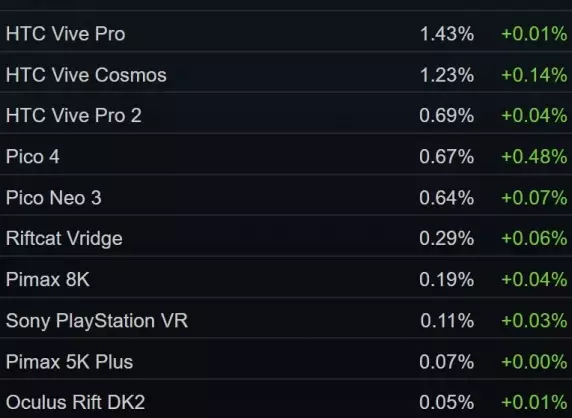 HTC Vive Pro 1.43% +0.01%
HTC Vive Cosmos 1.23% +0.14%
HTC Vive Pro 2 0.69% +0.04%
Pico 4 0.67% +0.48%
Pico Neo 3 0.64% +0.07%
Riftcat Vridge 0.29% +0.06%
Pimax 8K 0.19% +0.04%
Sony PlayStation VR 0.11% +0.03%
Pimax 5K Plus 0.07% +0.00%
Oculus Rift DK2 0.05% +0.01%